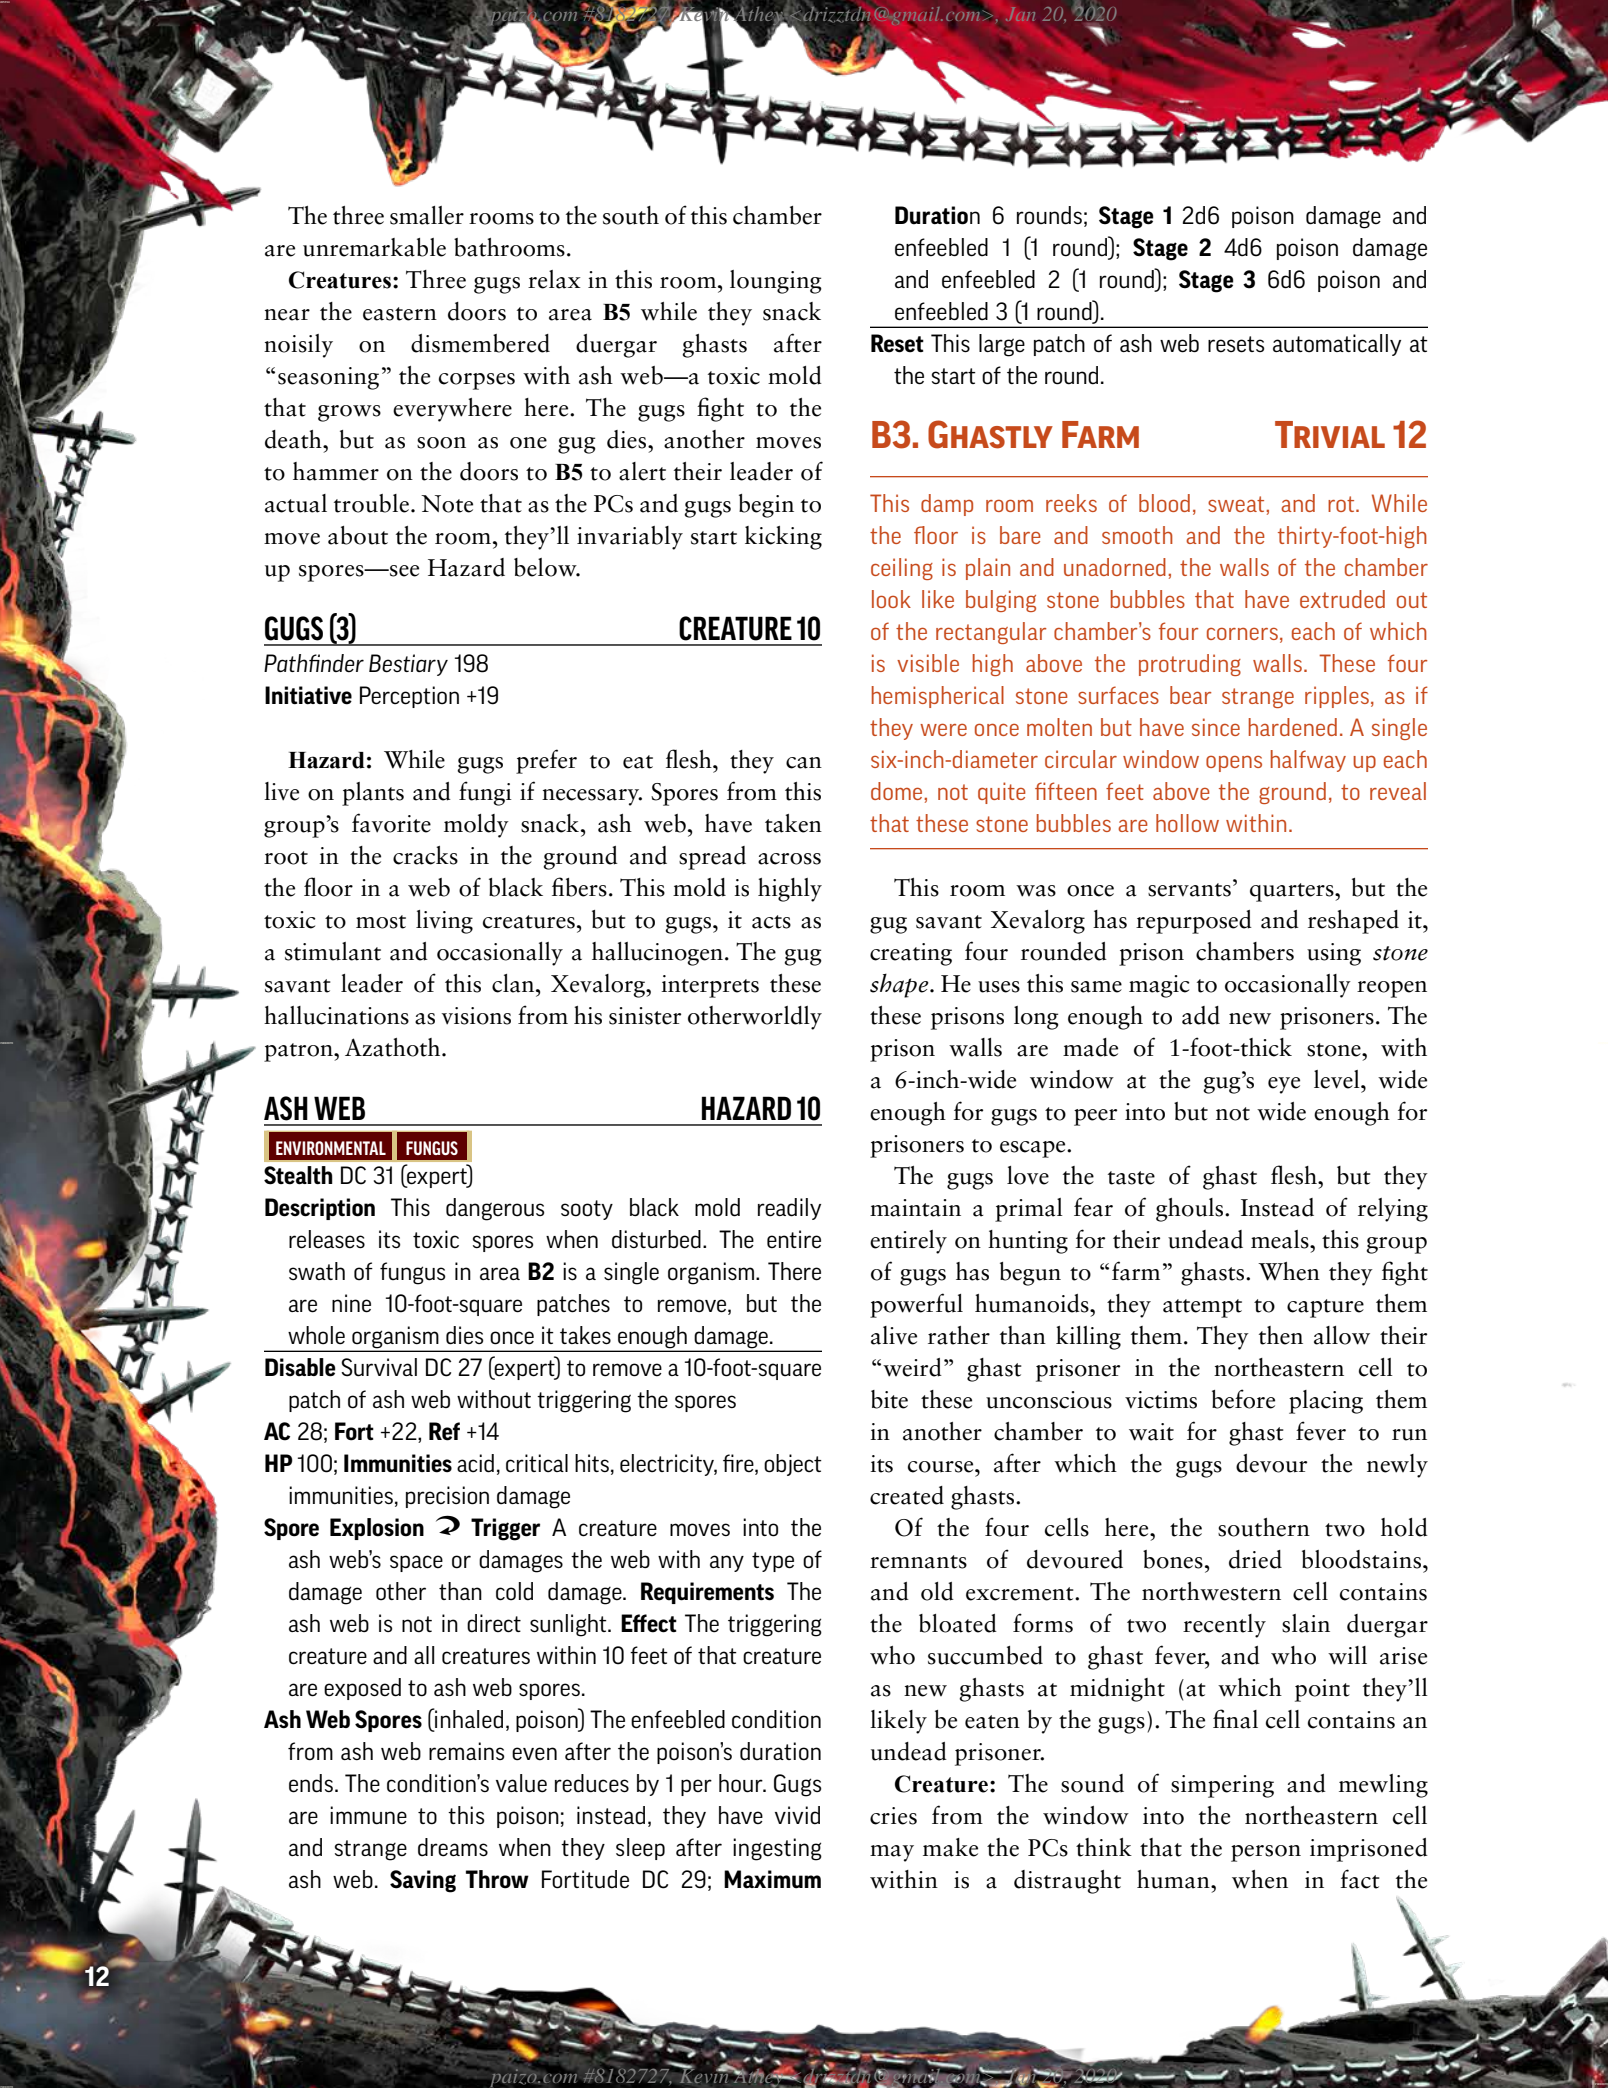 paizo.com #8182727, Kevin Athey <drizztdn@gmail.com>, Jan 20, 2020
The three smaller rooms to the south of this chamber
are unremarkable bathrooms.
Creatures: Three gugs relax in this room, lounging
near the eastern doors to area B5 while they snack
noisily on dismembered duergar ghasts after
“seasoning” the corpses with ash web—a toxic mold
that grows everywhere here. The gugs fight to the
death, but as soon as one gug dies, another moves
to hammer on the doors to B5 to alert their leader of
actual trouble. Note that as the PCs and gugs begin to
move about the room, they’ll invariably start kicking
up spores—see Hazard below.
GUGS (3) CREATURE 10
Pathfinder Bestiary 198
Initiative Perception +19
Hazard: While gugs prefer to eat flesh, they can
live on plants and fungi if necessary. Spores from this
group’s favorite moldy snack, ash web, have taken
root in the cracks in the ground and spread across
the floor in a web of black fibers. This mold is highly
toxic to most living creatures, but to gugs, it acts as
a stimulant and occasionally a hallucinogen. The gug
savant leader of this clan, Xevalorg, interprets these
hallucinations as visions from his sinister otherworldly
patron, Azathoth.
ASH WEB HAZARD 10
ENVIRONMENTAL FUNGUS
Stealth DC 31 (expert)
Description This dangerous sooty black mold readily
releases its toxic spores when disturbed. The entire
swath of fungus in area B2 is a single organism. There
are nine 10-foot-square patches to remove, but the
whole organism dies once it takes enough damage.
Disable Survival DC 27 (expert) to remove a 10-foot-square
patch of ash web without triggering the spores
AC 28; Fort +22, Ref +14
HP 100; Immunities acid, critical hits, electricity, fire, object
immunities, precision damage
Spore Explosion Trigger A creature moves into the
ash web’s space or damages the web with any type of
damage other than cold damage. Requirements The
ash web is not in direct sunlight. Effect The triggering
creature and all creatures within 10 feet of that creature
are exposed to ash web spores.
Ash Web Spores (inhaled, poison) The enfeebled condition
from ash web remains even after the poison’s duration
ends. The condition’s value reduces by 1 per hour. Gugs
are immune to this poison; instead, they have vivid
and strange dreams when they sleep after ingesting
ash web. Saving Throw Fortitude DC 29; Maximum
Duration 6 rounds; Stage 1 2d6 poison damage and
enfeebled 1 (1 round); Stage 2 4d6 poison damage
and enfeebled 2 (1 round); Stage 3 6d6 poison and
enfeebled 3 (1 round).
Reset This large patch of ash web resets automatically at
the start of the round.
B3. GHASTLY FARM TRIVIAL 12
This damp room reeks of blood, sweat, and rot. While
the floor is bare and smooth and the thirty-foot-high
ceiling is plain and unadorned, the walls of the chamber
look like bulging stone bubbles that have extruded out
of the rectangular chamber’s four corners, each of which
is visible high above the protruding walls. These four
hemispherical stone surfaces bear strange ripples, as if
they were once molten but have since hardened. A single
six-inch-diameter circular window opens halfway up each
dome, not quite fifteen feet above the ground, to reveal
that these stone bubbles are hollow within.
This room was once a servants’ quarters, but the
gug savant Xevalorg has repurposed and reshaped it,
creating four rounded prison chambers using stone
shape. He uses this same magic to occasionally reopen
these prisons long enough to add new prisoners. The
prison walls are made of 1-foot-thick stone, with
a 6-inch-wide window at the gug’s eye level, wide
enough for gugs to peer into but not wide enough for
prisoners to escape.
The gugs love the taste of ghast flesh, but they
maintain a primal fear of ghouls. Instead of relying
entirely on hunting for their undead meals, this group
of gugs has begun to “farm” ghasts. When they fight
powerful humanoids, they attempt to capture them
alive rather than killing them. They then allow their
“weird” ghast prisoner in the northeastern cell to
bite these unconscious victims before placing them
in another chamber to wait for ghast fever to run
its course, after which the gugs devour the newly
created ghasts.
Of the four cells here, the southern two hold
remnants of devoured bones, dried bloodstains,
and old excrement. The northwestern cell contains
the bloated forms of two recently slain duergar
who succumbed to ghast fever, and who will arise
as new ghasts at midnight (at which point they’ll
likely be eaten by the gugs). The final cell contains an
undead prisoner.
Creature: The sound of simpering and mewling
cries from the window into the northeastern cell
may make the PCs think that the person imprisoned
within is a distraught human, when in fact the
12
paizo.com #8182727, Kevin Athey <drizztdn@gmail.com>, Jan 20, 2020